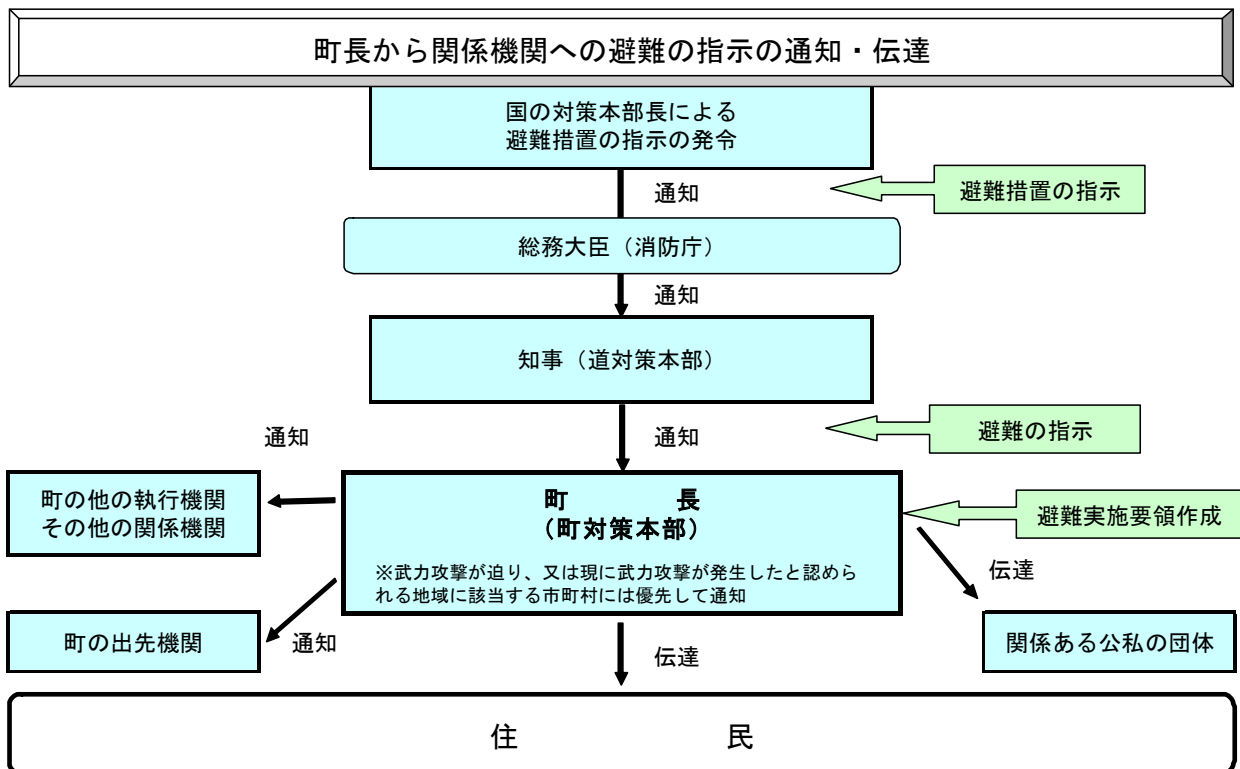 町長から関係機関への避難の指示の通知・伝達
国の対策本部長による
避難措置の指示の発令
通知
避難措置の指示
総務大臣（消防庁）
通知
知事（道対策本部）
通知
通知
避難の指示
町の他の執行機関
その他の関係機関
町　　　　長
（町対策本部）
※武力攻撃が迫り、又は現に武力攻撃が発生したと認めら
れる地域に該当する市町村には優先して通知
避難実施要領作成
伝達
町の出先機関
通知
伝達
関係ある公私の団体
住　　　　　　　　民